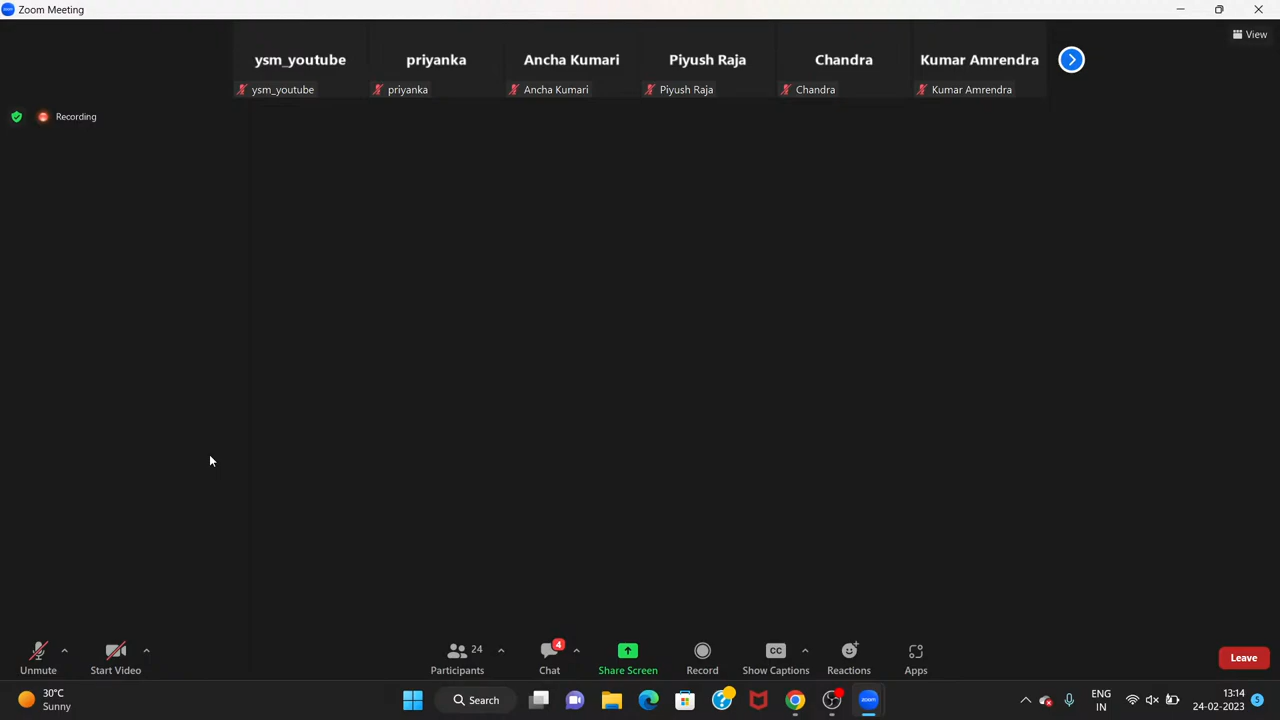 Zoom Meeting
View
ysm_youtube priyanka Ancha Kumari Piyush Raja Chandra Kumar Amrendra
ysm_youtube priyanka Ancha Kumari Piyush Raja Chandra Kumar Amrendra
Recording
24 4 CC
Unmute Start Video Participants Chat Share Screen Record Show Captions Reactions Apps Leave
30°C
Sunny
Search
zoom
ENG
IN
13:14
24-02-2023
5